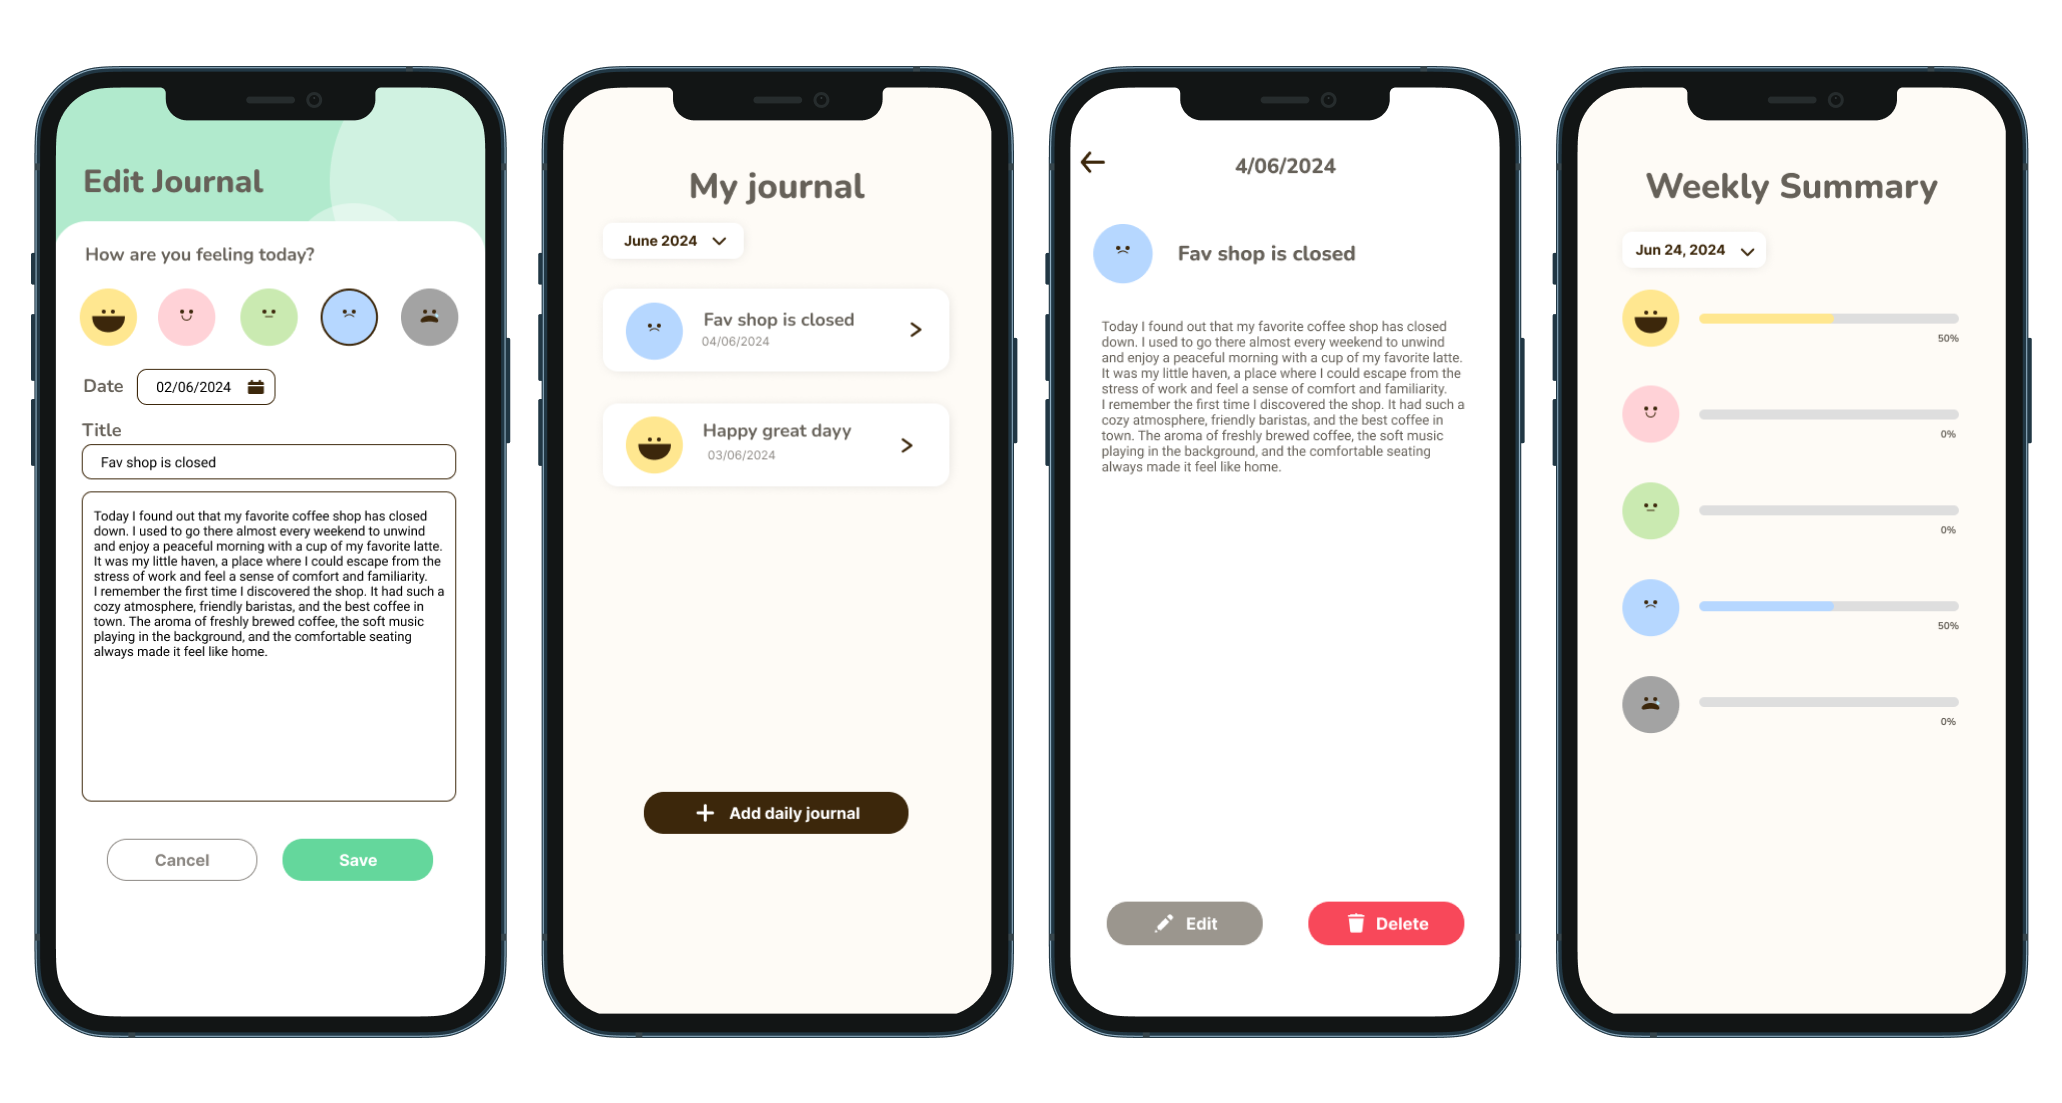 Edit Journal
How are you feeling today?
Date
02/06/2024
Title
Fav shop is closed
Today I found out that my favorite coffee shop has closed
down. I used to go there almost every weekend to unwind
and enjoy a peaceful morning with a cup of my favorite latte.
It was my little haven, a place where I could escape from the
stress of work and feel a sense of comfort and familiarity.
I remember the first time I discovered the shop. It had such a
cozy atmosphere, friendly baristas, and the best coffee in
town. The aroma of freshly brewed coffee, the soft music
playing in the background, and the comfortable seating
always made it feel like home.
Cancel
Save
My journal
June 2024
Fav shop is closed
04/06/2024
Happy great dayy
03/06/2024
Add daily journal
4/06/2024
Fav shop is closed
Today I found out that my favorite coffee shop has closed
down. I used to go there almost every weekend to unwind
and enjoy a peaceful morning with a cup of my favorite latte.
It was my little haven, a place where I could escape from the
stress of work and feel a sense of comfort and familiarity.
I remember the first time I discovered the shop. It had such a
cozy atmosphere, friendly baristas, and the best coffee in
town. The aroma of freshly brewed coffee, the soft music
playing in the background, and the comfortable seating
always made it feel like home.
Edit
Delete
Weekly Summary
Jun 24, 2024
50%
0%
0%
50%
0%